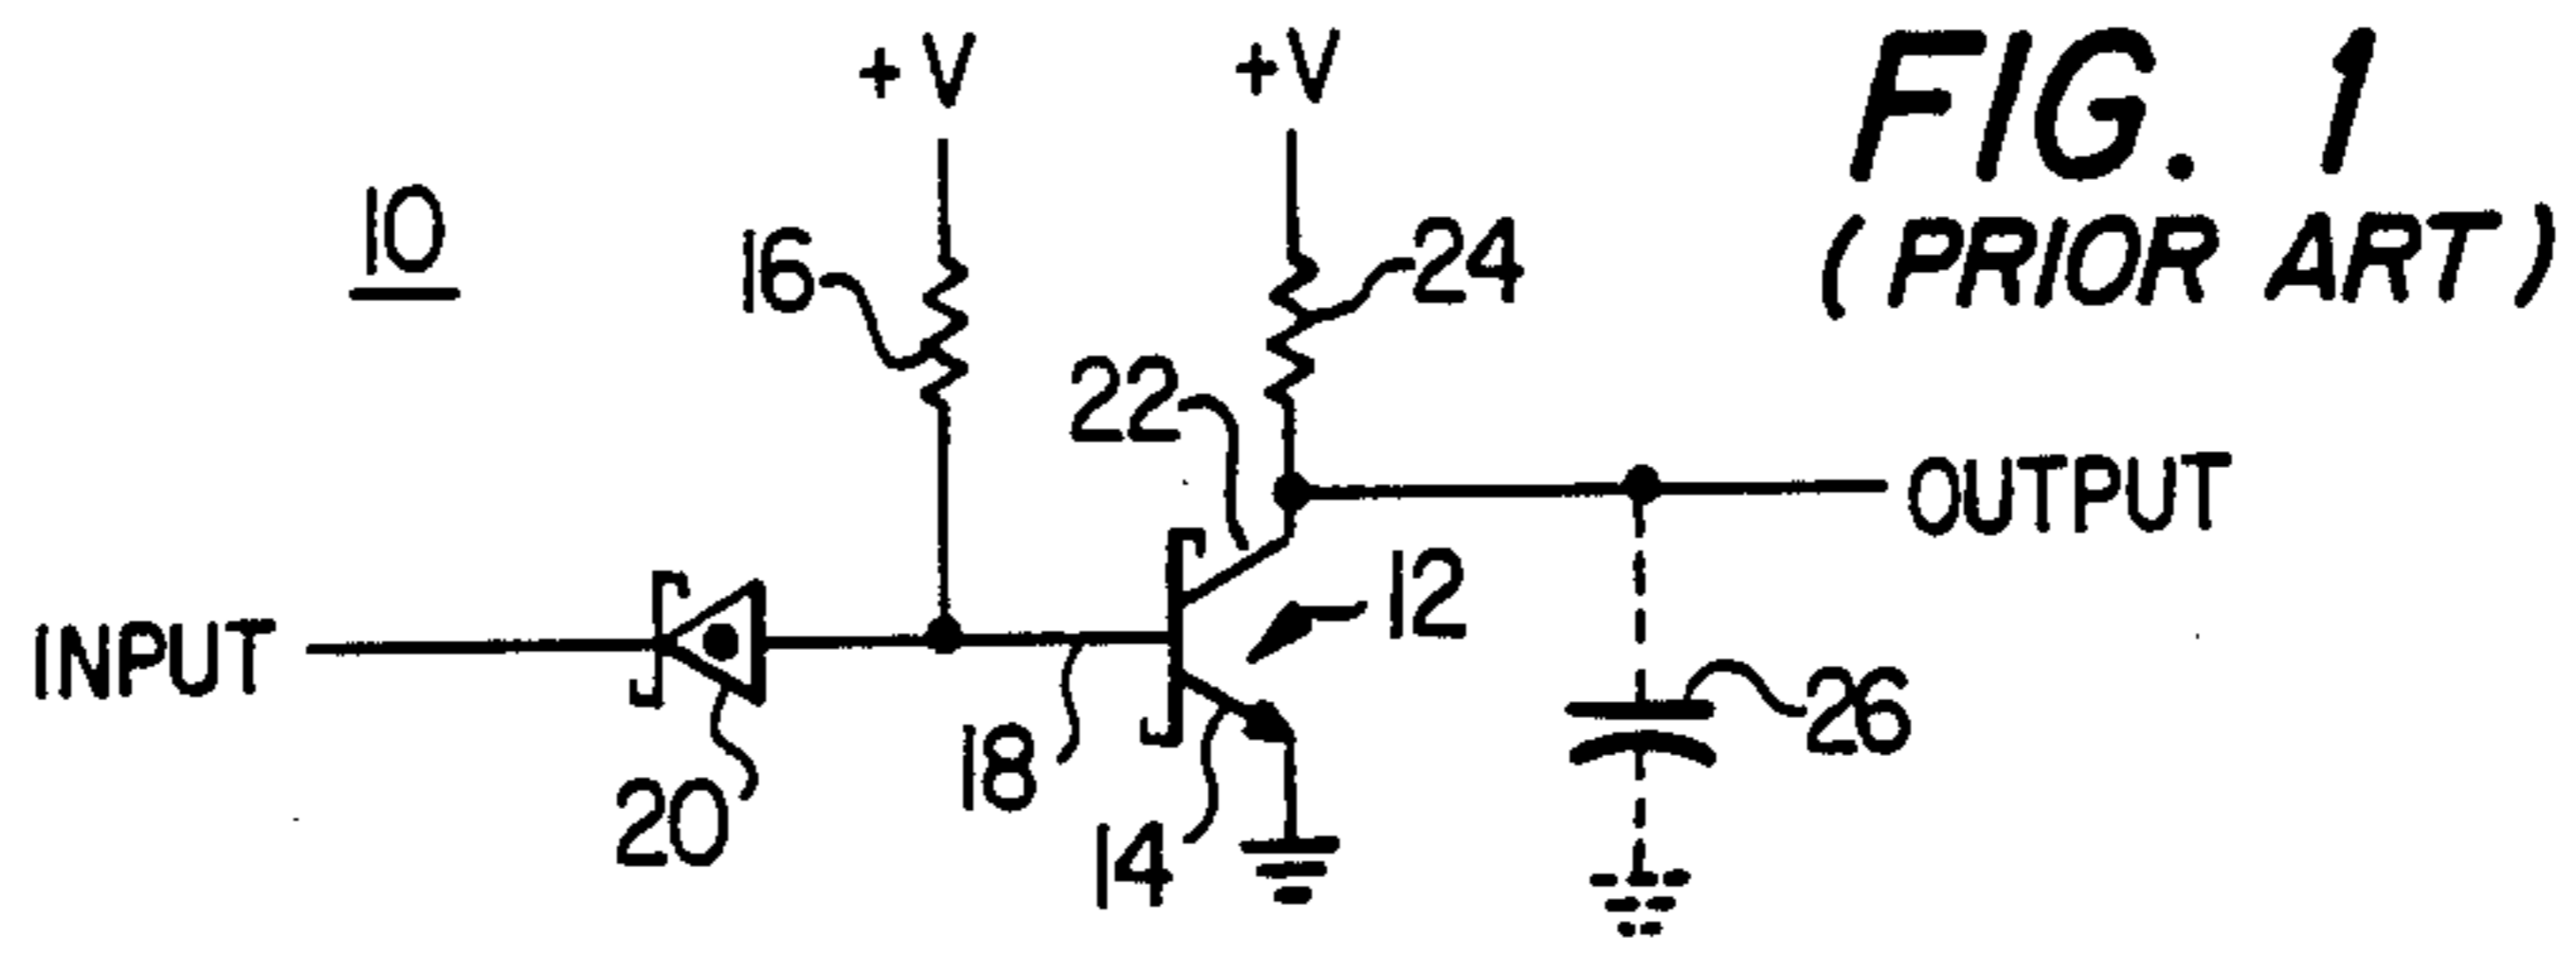 +V
+V
FIG. 1
(PRIOR ART)
10
16
24
22
OUTPUT
12
INPUT
18
26
20
14